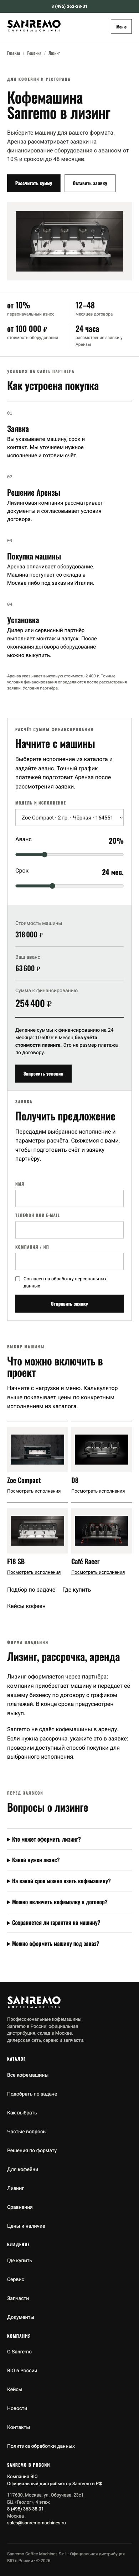 8 (495) 363-38-01
SANREMO
COFFEE MACHINES
Меню
Главная / Решения / Лизинг
ДЛЯ КОФЕЙНИ И РЕСТОРАНА
Кофемашина
Sanremo в лизинг
Выберите машину для вашего формата.
Аренза рассматривает заявки на
финансирование оборудования с авансом от
10% и сроком до 48 месяцев.
Рассчитать сумму
Оставить заявку
от 10%
первоначальный взнос
12–48
месяцев договора
от 100 000 ₽
стоимость оборудования
24 часа
рассмотрение заявки у
Арензы
УСЛОВИЯ НА САЙТЕ ПАРТНЁРА
Как устроена покупка
01
Заявка
Вы указываете машину, срок и
контакт. Мы уточняем нужное
исполнение и готовим счёт.
02
Решение Арензы
Лизинговая компания рассматривает
документы и согласовывает условия
договора.
03
Покупка машины
Аренза оплачивает оборудование.
Машина поступает со склада в
Москве либо под заказ из Италии.
04
Установка
Дилер или сервисный партнёр
выполняет монтаж и запуск. После
окончания договора оборудование
можно выкупить.
Аренза указывает выкупную стоимость 2 400 ₽. Точные
условия финансирования определяются после рассмотрения
заявки. Условия партнёра.
РАСЧЁТ СУММЫ ФИНАНСИРОВАНИЯ
Начните с машины
Выберите исполнение из каталога и
задайте аванс. Точный график
платежей подготовит Аренза после
рассмотрения заявки.
МОДЕЛЬ И ИСПОЛНЕНИЕ
Zoe Compact · 2 гр. · Чёрная · 164551
Аванс
20%
Срок
24 мес.
Стоимость машины
318 000 ₽
Ваш аванс
63 600 ₽
Сумма к финансированию
254 400 ₽
Деление суммы к финансированию на 24
месяца: 10 600 ₽ в месяц без учёта
стоимости лизинга. Это не размер платежа
по договору.
Запросить условия
ЗАЯВКА
Получить предложение
Передадим выбранное исполнение и
параметры расчёта. Свяжемся с вами,
чтобы подготовить счёт и заявку
партнёру.
ИМЯ
ТЕЛЕФОН ИЛИ E-MAIL
КОМПАНИЯ / ИП
Согласен на обработку персональных
данных
Отправить заявку
ВЫБОР МАШИНЫ
Что можно включить в
проект
Начните с нагрузки и меню. Калькулятор
выше показывает цены по конкретным
исполнениям из каталога.
Zoe Compact
Посмотреть исполнения
D8
Посмотреть исполнения
F18 SB
Посмотреть исполнения
Café Racer
Посмотреть исполнения
Подбор по задаче
Где купить
Кейсы кофеен
ФОРМА ВЛАДЕНИЯ
Лизинг, рассрочка, аренда
Лизинг оформляется через партнёра:
компания приобретает машину и передаёт её
вашему бизнесу по договору с графиком
платежей. В конце срока предусмотрен
выкуп.
Sanremo не сдаёт кофемашины в аренду.
Если нужна рассрочка, укажите это в заявке:
проверим доступный способ покупки для
выбранного исполнения.
ПЕРЕД ЗАЯВКОЙ
Вопросы о лизинге
Кто может оформить лизинг?
Какой нужен аванс?
На какой срок можно взять кофемашину?
Можно включить кофемолку в договор?
Сохраняется ли гарантия на машину?
Можно оформить машину под заказ?
SANREMO
COFFEE MACHINES
Профессиональные кофемашины
Sanremo в России: официальная
дистрибуция, склад в Москве,
дилерская сеть, сервис и запчасти.
КАТАЛОГ
Все кофемашины
Подобрать по задаче
Как выбрать
Частые вопросы
Решения по формату
Для кофейни
Лизинг
Сравнения
Цены и наличие
ВЛАДЕНИЕ
Где купить
Сервис
Запчасти
Документы
КОМПАНИЯ
О Sanremo
BIO в России
Кейсы
Новости
Контакты
Политика обработки данных
SANREMO В РОССИИ
Компания BIO
Официальный дистрибьютор Sanremo в РФ
117630, Москва, ул. Обручева, 23с1
БЦ «Геолог», 4 этаж
8 (495) 363-38-01
Москва
sales@sanremomachines.ru
Sanremo Coffee Machines S.r.l. · Официальная дистрибуция
BIO в России · © 2026